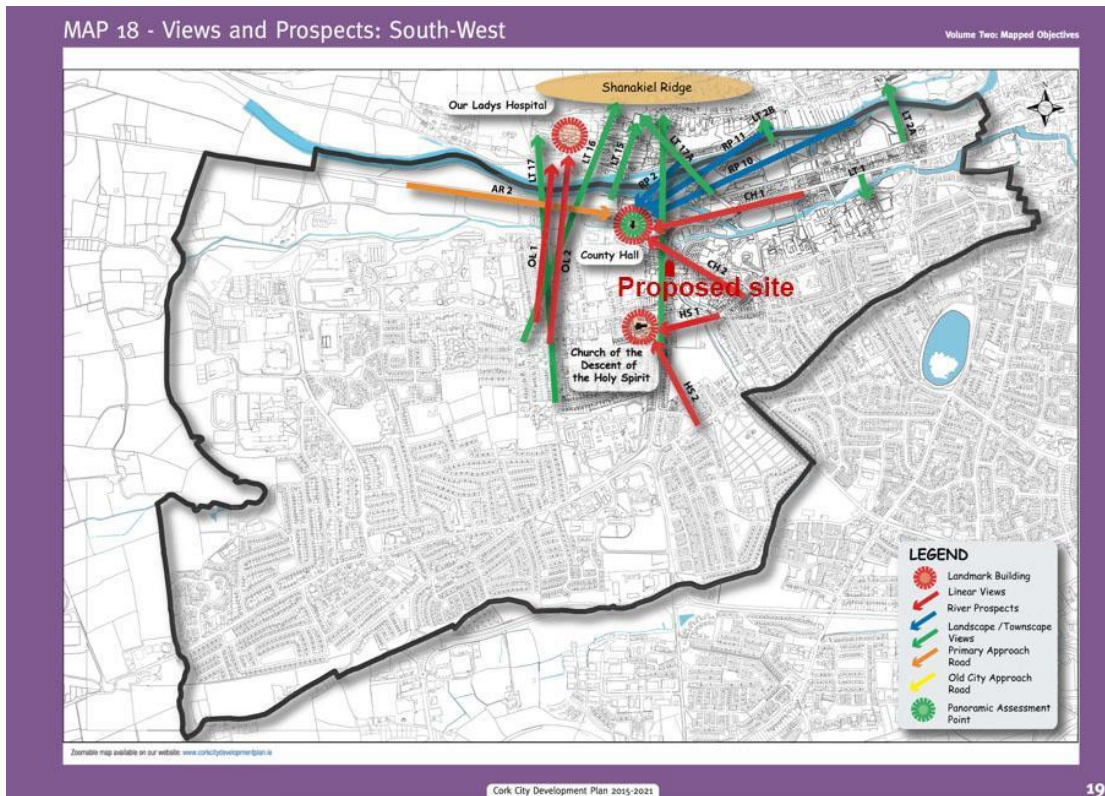 MAP 18 - Views and Prospects: South-West
Volume Two: Mapped Objectives
Shanakiel Ridge
Our Ladys Hospital
LT 17
LT 16
LT 15
LT 17A
LT 2B
LT 2A
RP 11
RP 2
RP 10
AR 2
CH 1
LT 1
OL 1
OL 2
County Hall
CH 2
Proposed site
HS 1
Church of the
Descent of
the Holy Spirit
HS 2
LEGEND
Landmark Building
Linear Views
River Prospects
Landscape /Townscape
Views
Primary Approach
Road
Old City Approach
Road
Panoramic Assessment
Point
Zoomable map available on our website: www.corkcitydevelopmentplan.ie
Cork City Development Plan 2015-2021
19